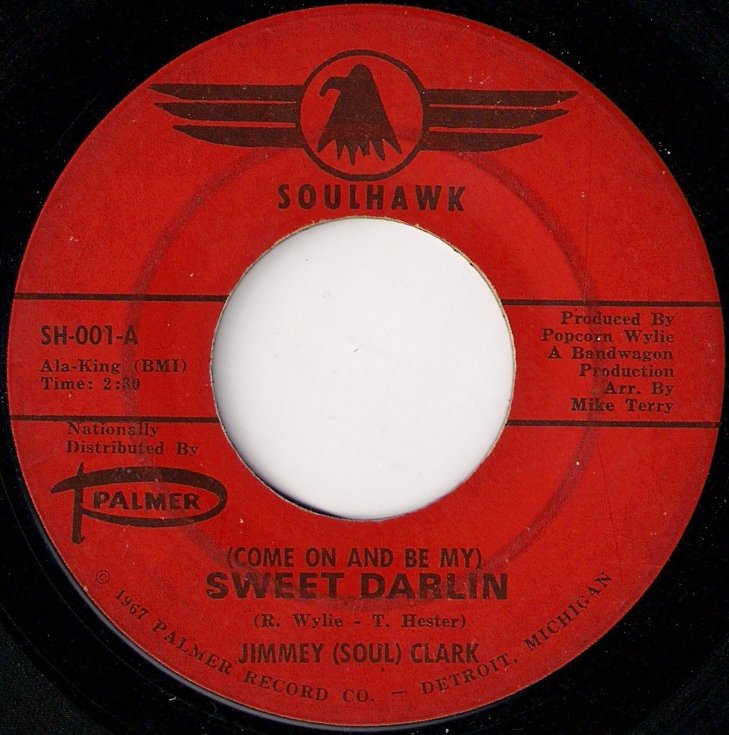 SOULHAWK
SH-001-A
Ala-King (BMI)
Time: 2:30
Produced By
Popcorn Wylie
A Bandwagon
Production
Arr. By
Mike Terry
Nationally
Distributed By
PALMER
(COME ON AND BE MY)
SWEET DARLIN
(R. Wylie - T. Hester)
JIMMEY (SOUL) CLARK
© 1967 PALMER RECORD CO. — DETROIT, MICHIGAN